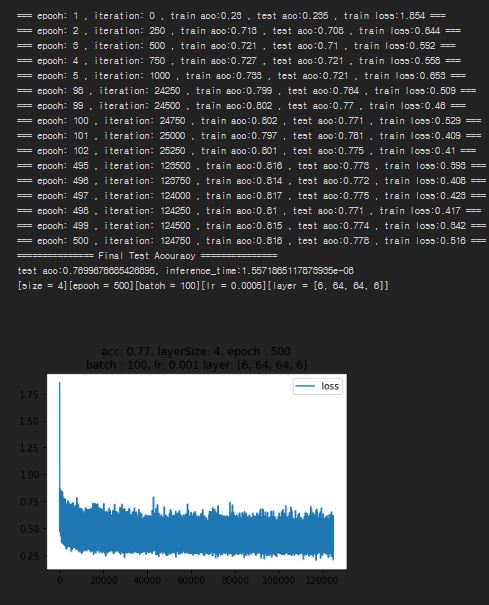 === epoch: 1 , iteration: 0 , train acc:0.23 , test acc:0.235 , train loss:1.854 ===
=== epoch: 2 , iteration: 250 , train acc:0.713 , test acc:0.708 , train loss:0.644 ===
=== epoch: 3 , iteration: 500 , train acc:0.721 , test acc:0.71 , train loss:0.592 ===
=== epoch: 4 , iteration: 750 , train acc:0.727 , test acc:0.721 , train loss:0.558 ===
=== epoch: 5 , iteration: 1000 , train acc:0.733 , test acc:0.721 , train loss:0.653 ===
=== epoch: 98 , iteration: 24250 , train acc:0.799 , test acc:0.764 , train loss:0.509 ===
=== epoch: 99 , iteration: 24500 , train acc:0.802 , test acc:0.77 , train loss:0.46 ===
=== epoch: 100 , iteration: 24750 , train acc:0.802 , test acc:0.771 , train loss:0.529 ===
=== epoch: 101 , iteration: 25000 , train acc:0.797 , test acc:0.761 , train loss:0.409 ===
=== epoch: 102 , iteration: 25250 , train acc:0.801 , test acc:0.775 , train loss:0.41 ===
=== epoch: 495 , iteration: 123500 , train acc:0.816 , test acc:0.773 , train loss:0.393 ===
=== epoch: 496 , iteration: 123750 , train acc:0.814 , test acc:0.772 , train loss:0.408 ===
=== epoch: 497 , iteration: 124000 , train acc:0.817 , test acc:0.775 , train loss:0.423 ===
=== epoch: 498 , iteration: 124250 , train acc:0.81 , test acc:0.771 , train loss:0.417 ===
=== epoch: 499 , iteration: 124500 , train acc:0.815 , test acc:0.774 , train loss:0.342 ===
=== epoch: 500 , iteration: 124750 , train acc:0.816 , test acc:0.778 , train loss:0.516 ===
=============== Final Test Accuracy ===============
test acc:0.7699876685426895, inference_time:1.5571865117873935e-06
[size = 4][epoch = 500][batch = 100][lr = 0.0005][layer = [6, 64, 64, 6]]
acc: 0.77, layerSize: 4, epoch : 500
batch : 100, lr: 0.001 layer: [6, 64, 64, 6]
loss
1.75
1.50
1.25
1.00
0.75
0.50
0.25
0 20000 40000 60000 80000 100000 120000